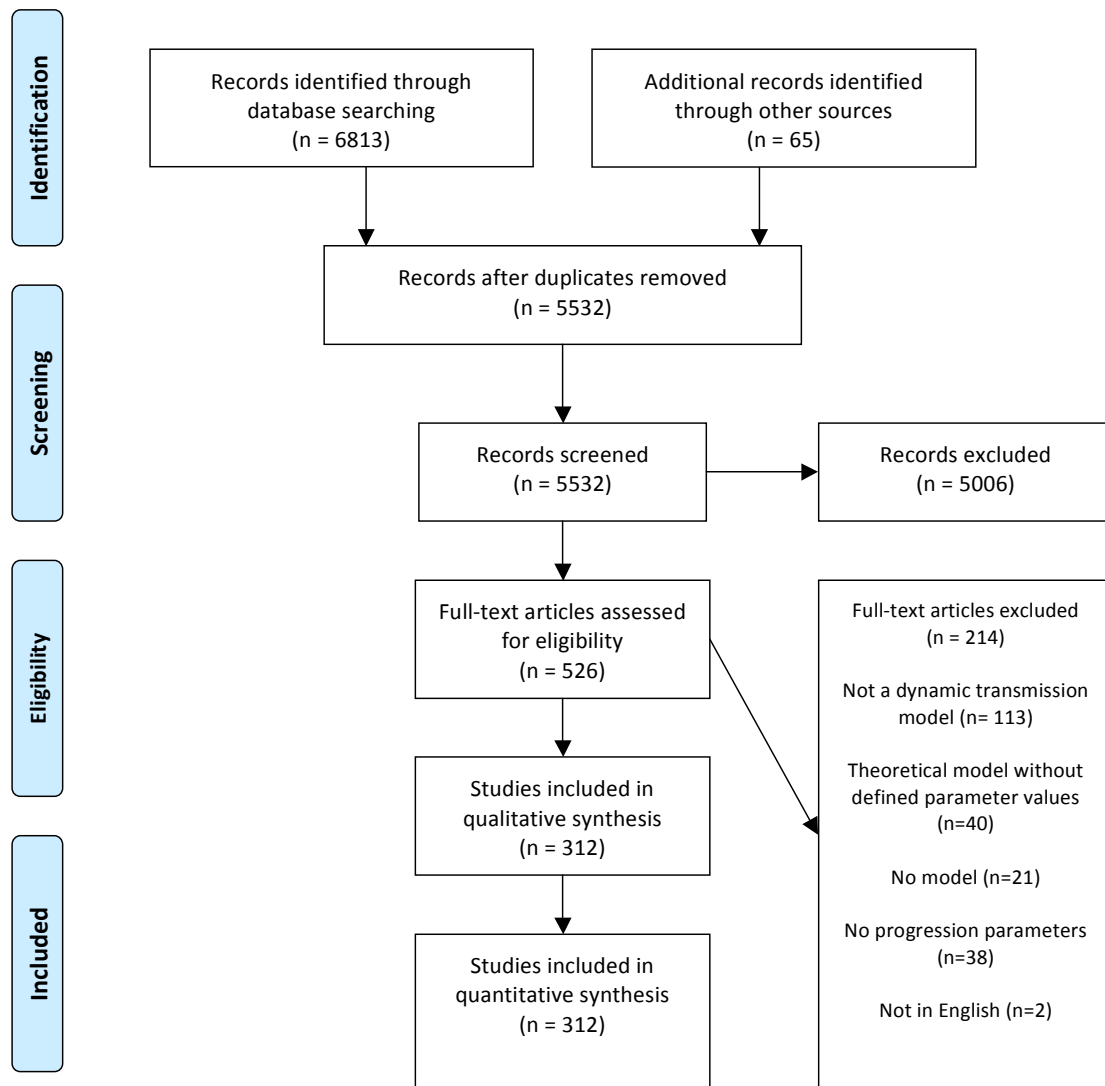 Identification
Records identified through
database searching
(n = 6813)
Additional records identified
through other sources
(n = 65)
Records after duplicates removed
(n = 5532)
Screening
Records screened
(n = 5532)
Records excluded
(n = 5006)
Eligibility
Full-text articles assessed
for eligibility
(n = 526)
Full-text articles excluded
(n = 214)
Not a dynamic transmission
model (n= 113)
Theoretical model without
defined parameter values
(n=40)
No model (n=21)
No progression parameters
(n=38)
Not in English (n=2)
Studies included in
qualitative synthesis
(n = 312)
Included
Studies included in
quantitative synthesis
(n = 312)